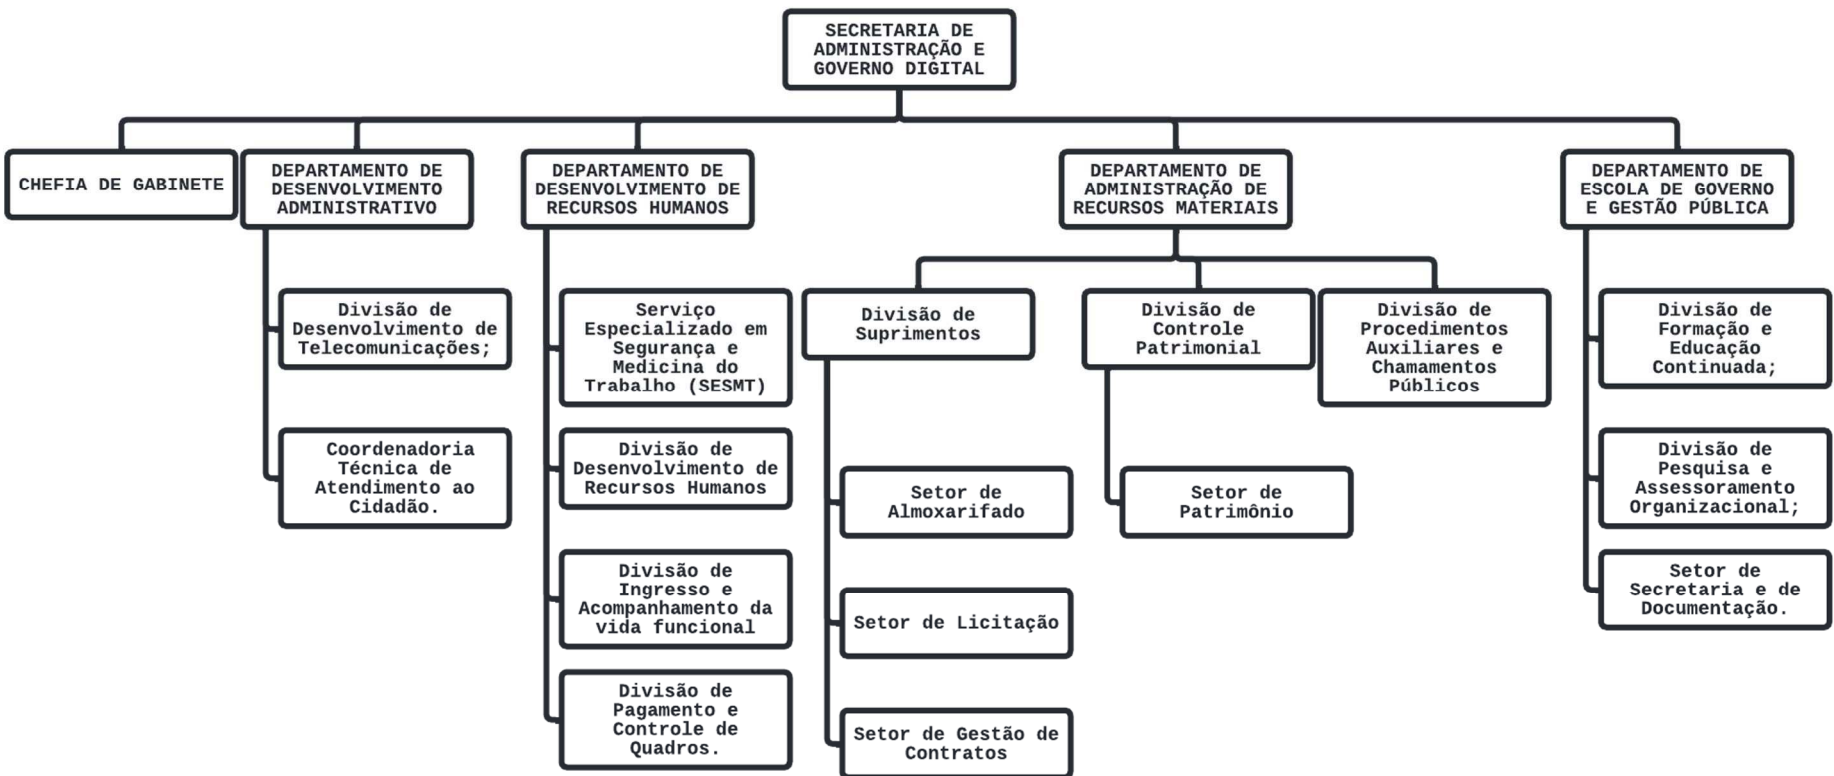 SECRETARIA DE
ADMINISTRAÇÃO E
GOVERNO DIGITAL
CHEFIA DE GABINETE
DEPARTAMENTO DE
DESENVOLVIMENTO
ADMINISTRATIVO
DEPARTAMENTO DE
DESENVOLVIMENTO DE
RECURSOS HUMANOS
DEPARTAMENTO DE
ADMINISTRAÇÃO DE
RECURSOS MATERIAIS
DEPARTAMENTO DE
ESCOLA DE GOVERNO
E GESTÃO PÚBLICA
Divisão de
Desenvolvimento de
Telecomunicações;
Coordenadoria
Técnica de
Atendimento ao
Cidadão.
Serviço
Especializado em
Segurança e
Medicina do
Trabalho (SESMT)
Divisão de
Desenvolvimento de
Recursos Humanos
Divisão de
Ingresso e
Acompanhamento da
vida funcional
Divisão de
Pagamento e
Controle de
Quadros.
Divisão de
Suprimentos
Setor de
Almoxarifado
Setor de Licitação
Setor de Gestão de
Contratos
Divisão de
Controle
Patrimonial
Setor de
Patrimônio
Divisão de
Procedimentos
Auxiliares e
Chamamentos
Públicos
Divisão de
Formação e
Educação
Continuada;
Divisão de
Pesquisa e
Assessoramento
Organizacional;
Setor de
Secretaria e de
Documentação.